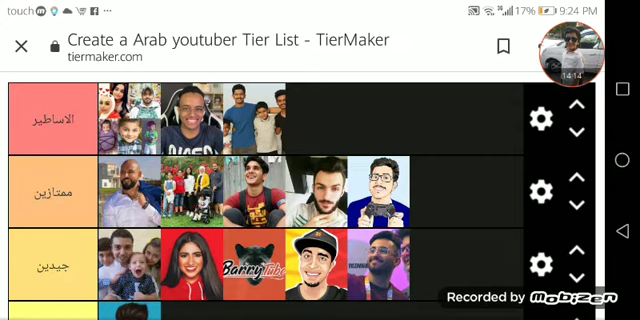 touch
17% 9:24 PM
Create a Arab youtuber Tier List - TierMaker
tiermaker.com
14:14
الاساطير
ممتازين
جيدين
BarryTube
Recorded by Mobizen